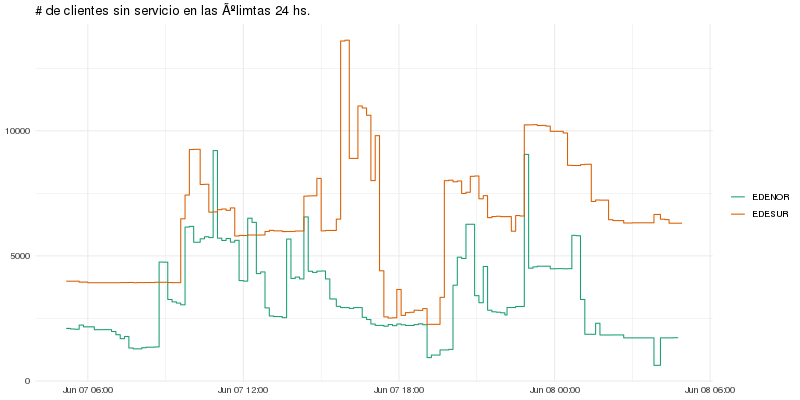 # de clientes sin servicio en las Ãºlimtas 24 hs.
10000
5000
0
Jun 07 06:00
Jun 07 12:00
Jun 07 18:00
Jun 08 00:00
Jun 08 06:00
EDENOR
EDESUR